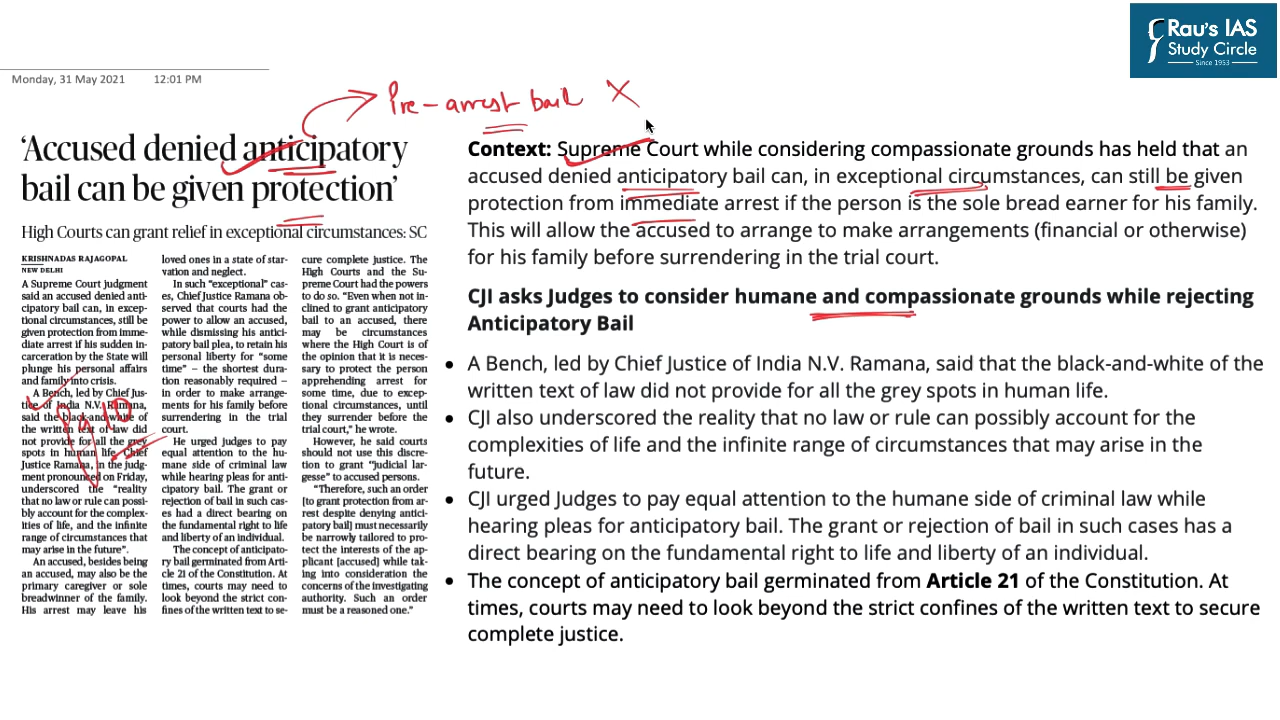 Rau's IAS
Study Circle
Since 1953
Monday, 31 May 2021 12:01 PM
Pre-arrest bail X
'Accused denied anticipatory
bail can be given protection'
High Courts can grant relief in exceptional circumstances: SC
KRISHNADAS RAJAGOPAL
NEW DELHI
A Supreme Court judgment
said an accused denied anti-
cipatory bail can, in excep-
tional circumstances, still be
given protection from imme-
diate arrest if his sudden in-
carceration by the State will
plunge his personal affairs
and family into crisis.
A Bench, led by Chief Jus-
tice of India N.V. Ramana,
said the black-and-white of
the written text of law did
not provide for all the grey
spots in human life. Chief
Justice Ramana, in the judg-
ment pronounced on Friday,
underscored the "reality
that no law or rule can possi-
bly account for the complex-
ities of life, and the infinite
range of circumstances that
may arise in the future".
An accused, besides being
an accused, may also be the
primary caregiver or sole
breadwinner of the family.
His arrest may leave his
loved ones in a state of star-
vation and neglect.
In such "exceptional" cas-
es, Chief Justice Ramana ob-
served that courts had the
power to allow an accused,
while dismissing his antici-
patory bail plea, to retain his
personal liberty for "some
time" – the shortest dura-
tion reasonably required –
in order to make arrange-
ments for his family before
surrendering in the trial
court.
He urged judges to pay
equal attention to the hu-
mane side of criminal law
while hearing pleas for anti-
cipatory bail. The grant or
rejection of bail in such cas-
es had a direct bearing on
the fundamental right to life
and liberty of an individual.
The concept of anticipato-
ry bail germinated from Arti-
cle 21 of the Constitution. At
times, courts may need to
look beyond the strict con-
fines of the written text to se-
cure complete justice. The
High Courts and the Su-
preme Court had the powers
to do so. "Even when not in-
clined to grant anticipatory
bail to an accused, there
may be circumstances
where the High Court is of
the opinion that it is neces-
sary to protect the person
apprehending arrest for
some time, due to excep-
tional circumstances, until
they surrender before the
trial court," he wrote.
However, he said courts
should not use this discre-
tion to grant "judicial lar-
gesse" to accused persons.
"Therefore, such an order
[to grant protection from ar-
rest despite denying antici-
patory bail] must necessarily
be narrowly tailored to pro-
tect the interests of the ap-
plicant [accused] while tak-
ing into consideration the
concerns of the investigating
authority. Such an order
must be a reasoned one."
Context: Supreme Court while considering compassionate grounds has held that an
accused denied anticipatory bail can, in exceptional circumstances, can still be given
protection from immediate arrest if the person is the sole bread earner for his family.
This will allow the accused to arrange to make arrangements (financial or otherwise)
for his family before surrendering in the trial court.
CJI asks Judges to consider humane and compassionate grounds while rejecting
Anticipatory Bail
• A Bench, led by Chief Justice of India N.V. Ramana, said that the black-and-white of the
written text of law did not provide for all the grey spots in human life.
• CJI also underscored the reality that no law or rule can possibly account for the
complexities of life and the infinite range of circumstances that may arise in the
future.
• CJI urged Judges to pay equal attention to the humane side of criminal law while
hearing pleas for anticipatory bail. The grant or rejection of bail in such cases has a
direct bearing on the fundamental right to life and liberty of an individual.
• The concept of anticipatory bail germinated from Article 21 of the Constitution. At
times, courts may need to look beyond the strict confines of the written text to secure
complete justice.